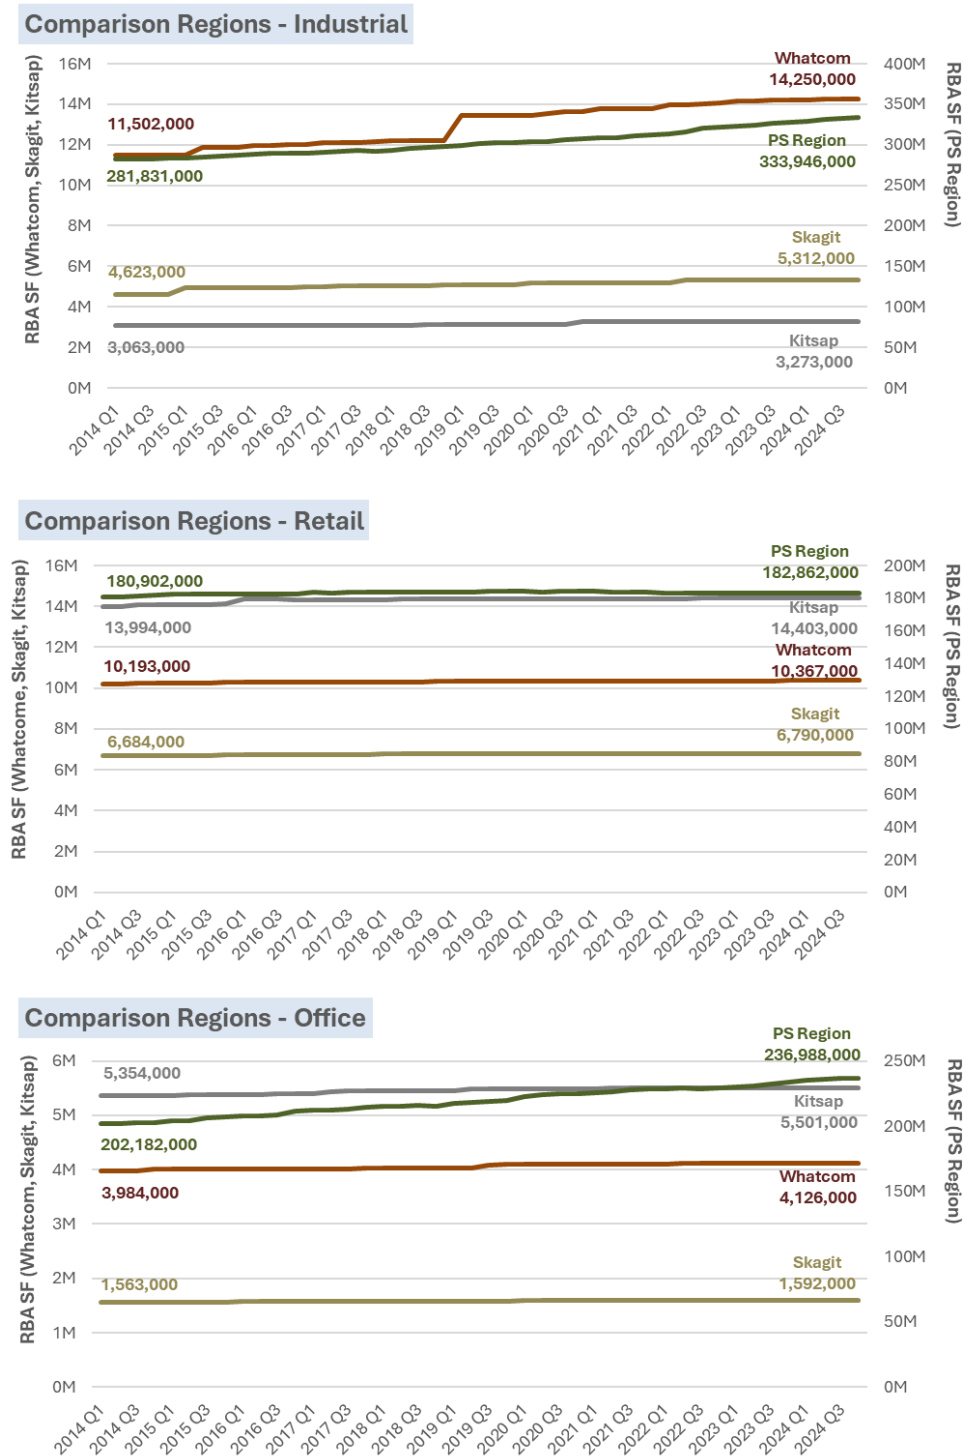 Comparison Regions - Industrial
RBA SF (Whatcom, Skagit, Kitsap)
16M
14M
12M
10M
8M
6M
4M
2M
0M
11,502,000
281,831,000
4,623,000
3,063,000
Whatcom
14,250,000
PS Region
333,946,000
Skagit
5,312,000
Kitsap
3,273,000
400M
350M
300M
250M
200M
150M
100M
50M
0M
RBA SF (PS Region)
2014 Q1
2014 Q3
2015 Q1
2015 Q3
2016 Q1
2016 Q3
2017 Q1
2017 Q3
2018 Q1
2018 Q3
2019 Q1
2019 Q3
2020 Q1
2020 Q3
2021 Q1
2021 Q3
2022 Q1
2022 Q3
2023 Q1
2023 Q3
2024 Q1
2024 Q3
Comparison Regions - Retail
RBA SF (Whatcome, Skagit, Kitsap)
16M
14M
12M
10M
8M
6M
4M
2M
0M
180,902,000
13,994,000
10,193,000
6,684,000
PS Region
182,862,000
Kitsap
14,403,000
Whatcom
10,367,000
Skagit
6,790,000
200M
180M
160M
140M
120M
100M
80M
60M
40M
20M
0M
RBA SF (PS Region)
2014 Q1
2014 Q3
2015 Q1
2015 Q3
2016 Q1
2016 Q3
2017 Q1
2017 Q3
2018 Q1
2018 Q3
2019 Q1
2019 Q3
2020 Q1
2020 Q3
2021 Q1
2021 Q3
2022 Q1
2022 Q3
2023 Q1
2023 Q3
2024 Q1
2024 Q3
Comparison Regions - Office
RBA SF (Whatcom, Skagit, Kitsap)
6M
5M
4M
3M
2M
1M
0M
5,354,000
202,182,000
3,984,000
1,563,000
PS Region
236,988,000
Kitsap
5,501,000
Whatcom
4,126,000
Skagit
1,592,000
250M
200M
150M
100M
50M
0M
RBA SF (PS Region)
2014 Q1
2014 Q3
2015 Q1
2015 Q3
2016 Q1
2016 Q3
2017 Q1
2017 Q3
2018 Q1
2018 Q3
2019 Q1
2019 Q3
2020 Q1
2020 Q3
2021 Q1
2021 Q3
2022 Q1
2022 Q3
2023 Q1
2023 Q3
2024 Q1
2024 Q3